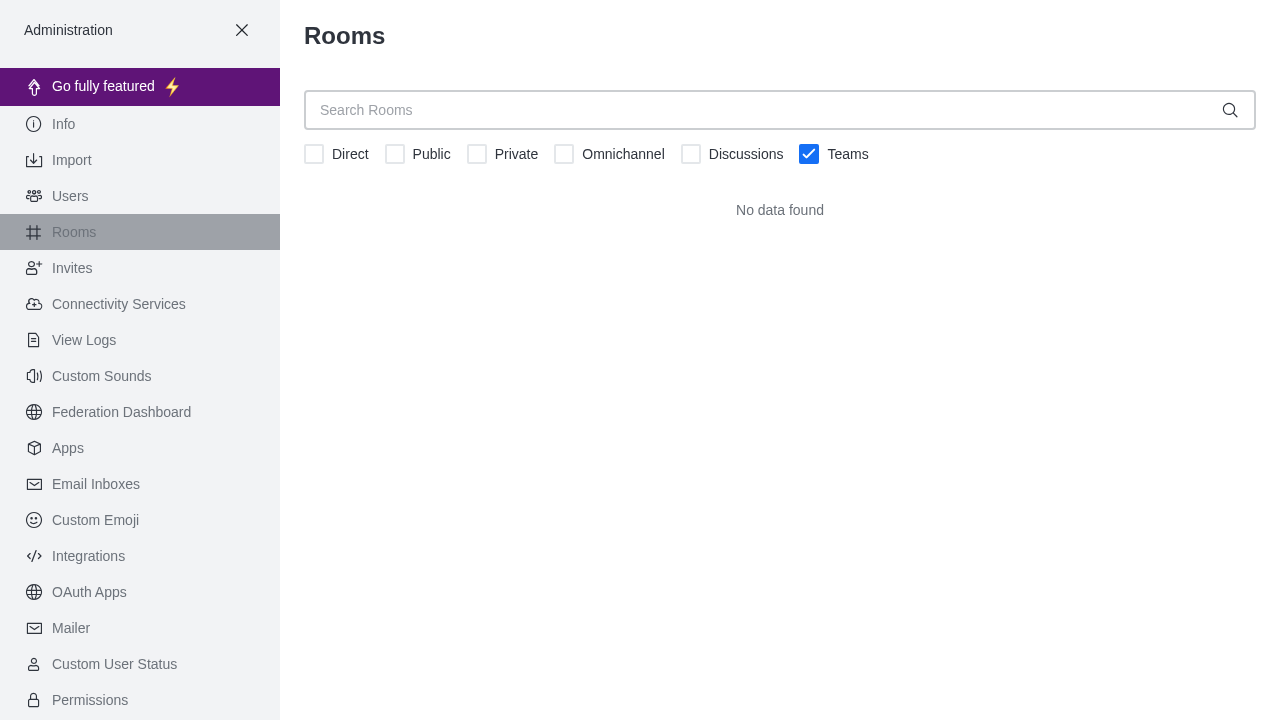 Administration
Go fully featured
Info
Import
Users
Rooms
Invites
Connectivity Services
View Logs
Custom Sounds
Federation Dashboard
Apps
Email Inboxes
Custom Emoji
Integrations
OAuth Apps
Mailer
Custom User Status
Permissions
Rooms
Search Rooms
Direct Public Private Omnichannel Discussions Teams
No data found